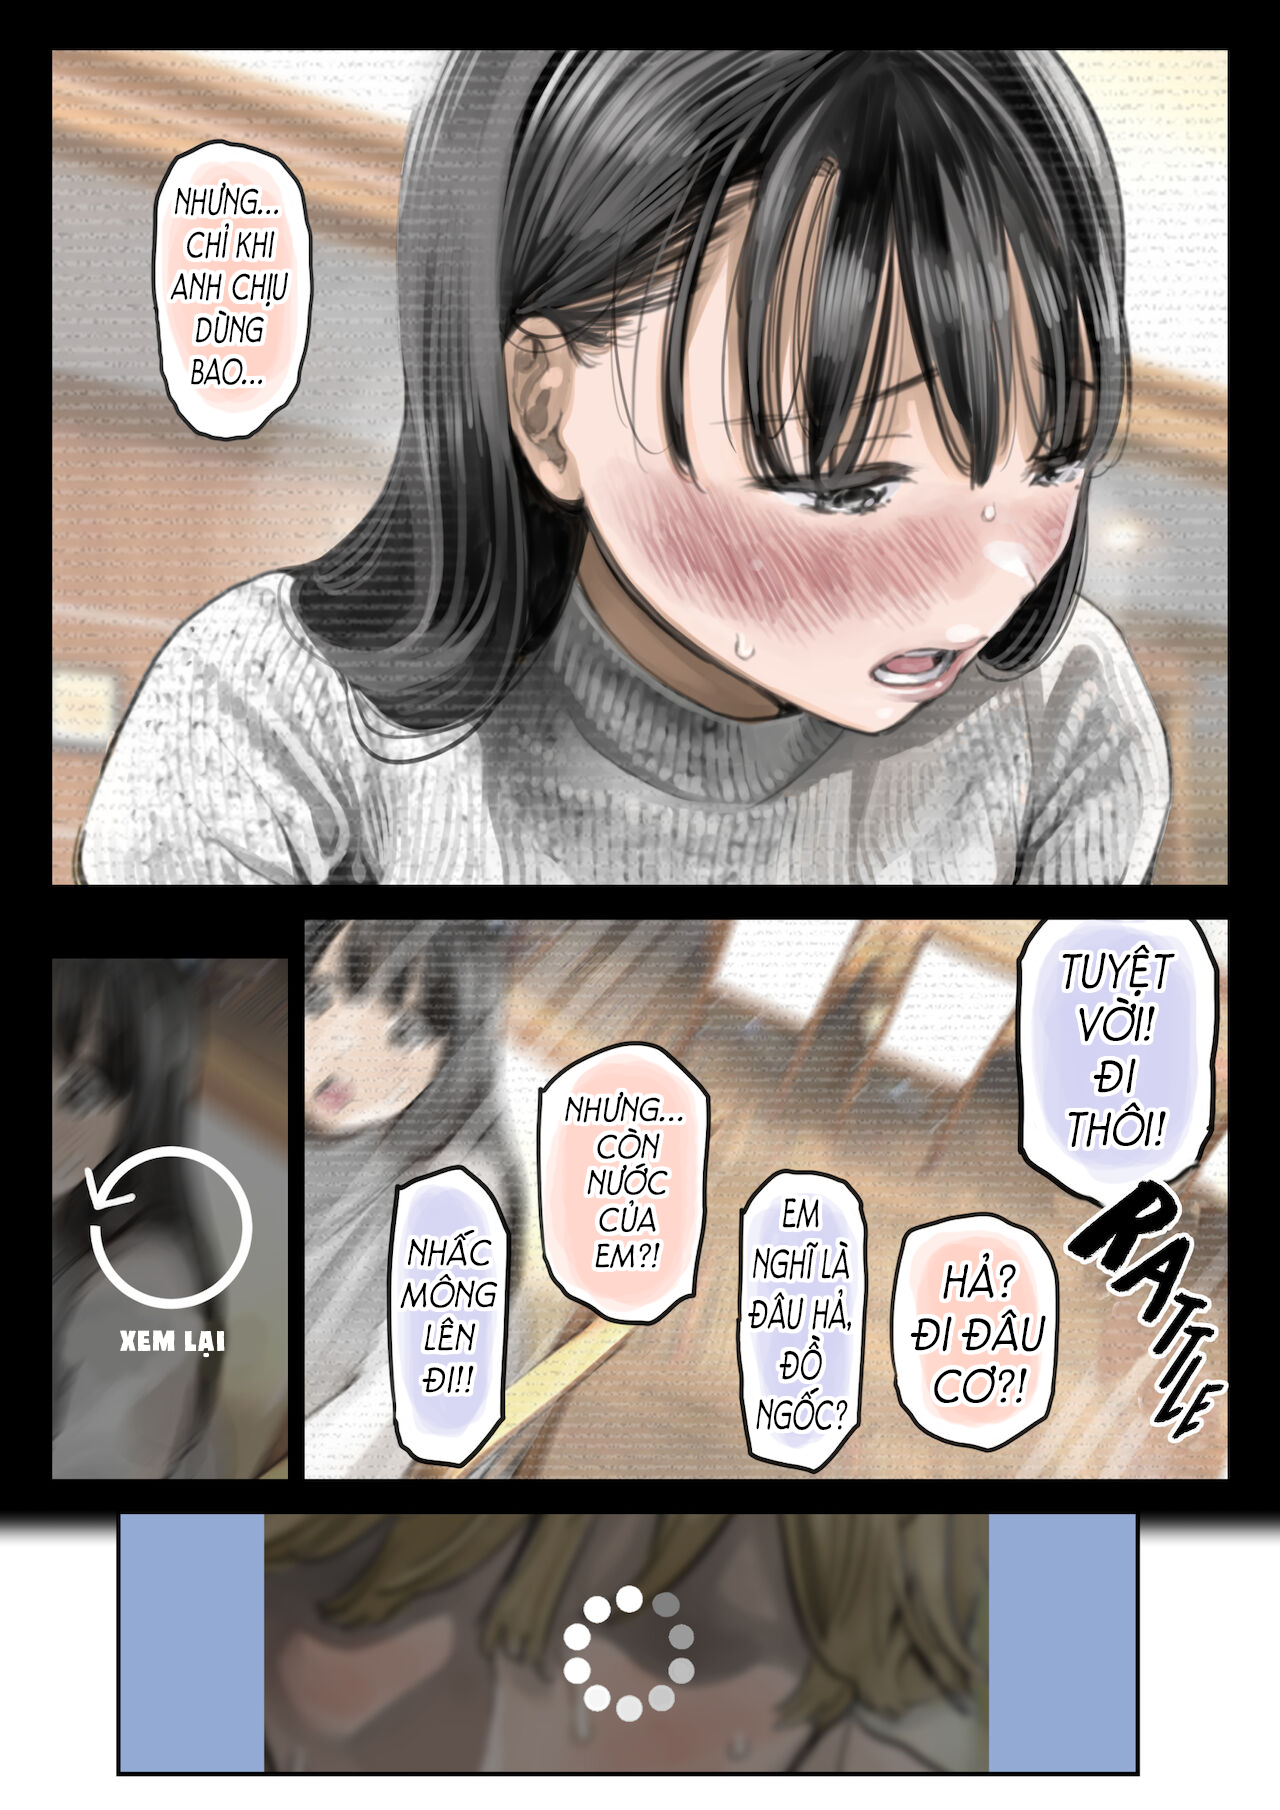 NHƯNG...
CHỈ KHI
ANH CHỊU
DÙNG
BAO...
TUYỆT
VỜI!
ĐI
THÔI!
RATTLE
HẢ?
ĐI ĐÂU
CƠ?!
EM
NGHĨ LÀ
ĐÂU HẢ,
ĐỒ
NGỐC?
NHƯNG...
CÒN
NƯỚC
CỦA
EM?!
NHẤC
MÔNG
LÊN
ĐI!!
XEM LẠI